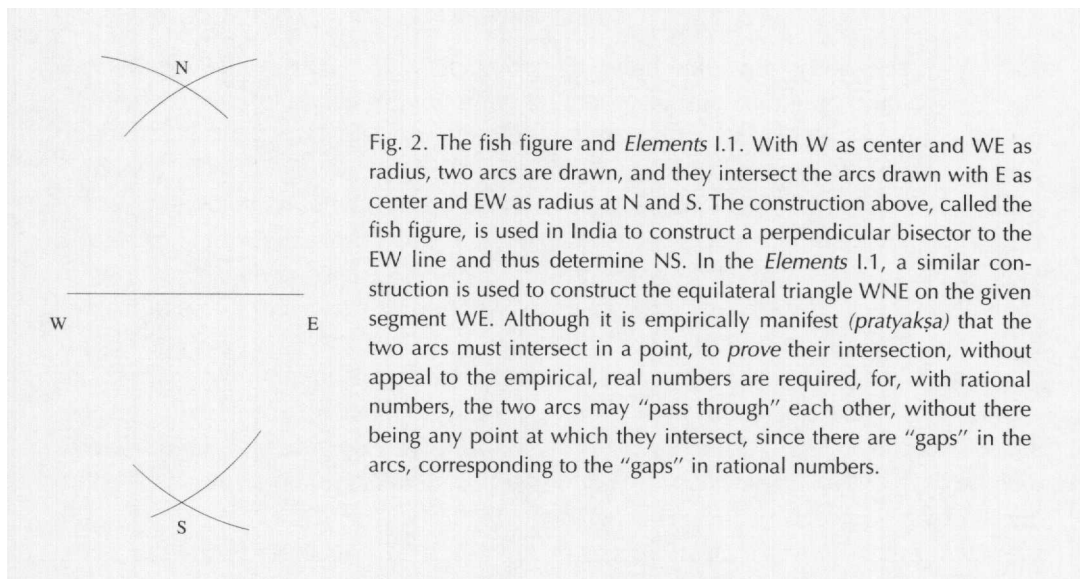 N
W
E
S
Fig. 2. The fish figure and Elements I.1. With W as center and WE as
radius, two arcs are drawn, and they intersect the arcs drawn with E as
center and EW as radius at N and S. The construction above, called the
fish figure, is used in India to construct a perpendicular bisector to the
EW line and thus determine NS. In the Elements I.1, a similar con-
struction is used to construct the equilateral triangle WNE on the given
segment WE. Although it is empirically manifest (pratyakṣa) that the
two arcs must intersect in a point, to prove their intersection, without
appeal to the empirical, real numbers are required, for, with rational
numbers, the two arcs may “pass through” each other, without there
being any point at which they intersect, since there are “gaps” in the
arcs, corresponding to the “gaps” in rational numbers.